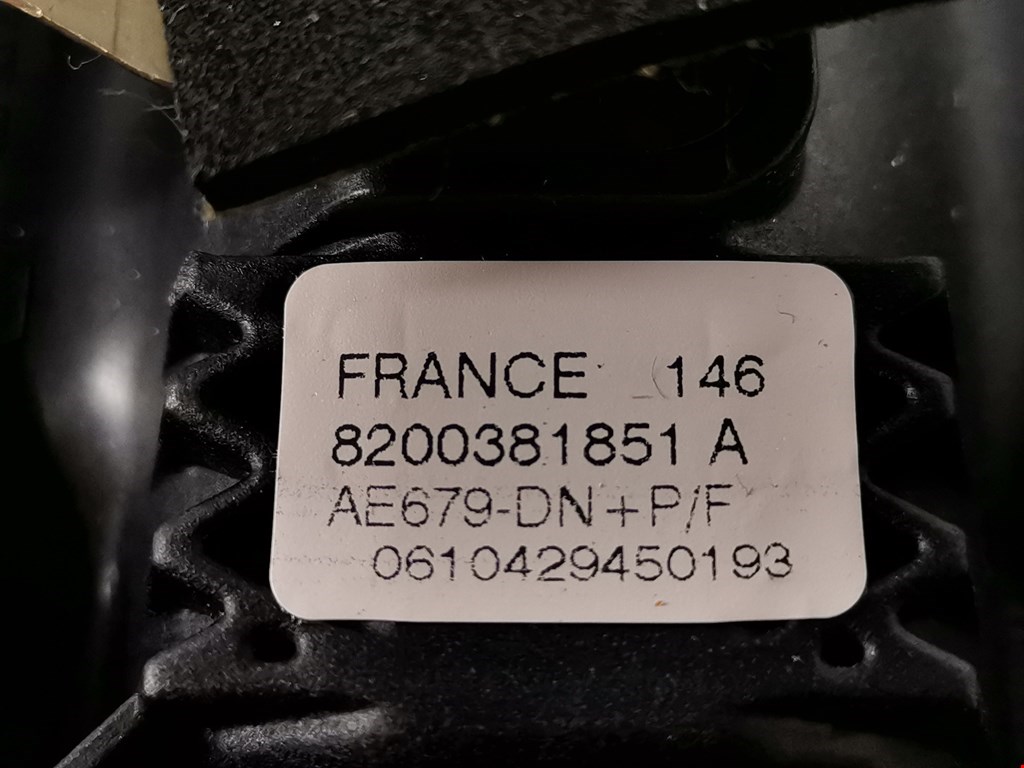 FRANCE 146
8200381851 A
AE679-DN+P/F
0610429450193